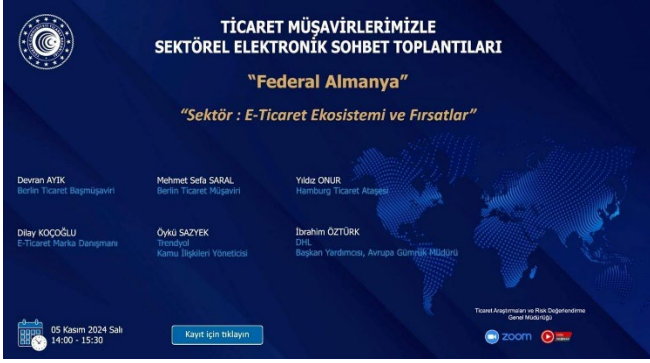 TİCARET MÜŞAVİRLERİMİZLE
SEKTÖREL ELEKTRONİK SOHBET TOPLANTILARI
“Federal Almanya”
“Sektör : E-Ticaret Ekosistemi ve Fırsatlar”
Devran AYIK
Berlin Ticaret Başmüşaviri
Mehmet Sefa SARAL
Berlin Ticaret Müşaviri
Yıldız ONUR
Hamburg Ticaret Ataşesi
Dilay KOÇOĞLU
E-Ticaret Marka Danışmanı
Öykü SAZYEK
Trendyol
Kamu İlişkileri Yöneticisi
İbrahim ÖZTÜRK
DHL
Başkan Yardımcısı, Avrupa Gümrük Müdürü
05 Kasım 2024 Salı
14:00 - 15:30
Kayıt için tıklayın
Ticaret Araştırmaları ve Risk Değerlendirme
Genel Müdürlüğü
zoom